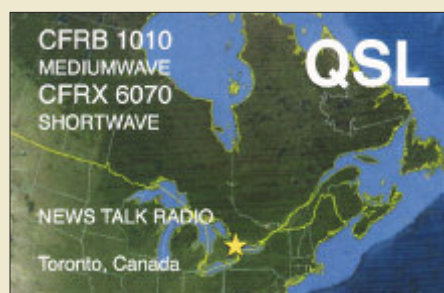 CFRB 1010
QSL
MEDIUMWAVE
CFRX 6070
SHORTWAVE
NEWS TALK RADIO
Toronto, Canada